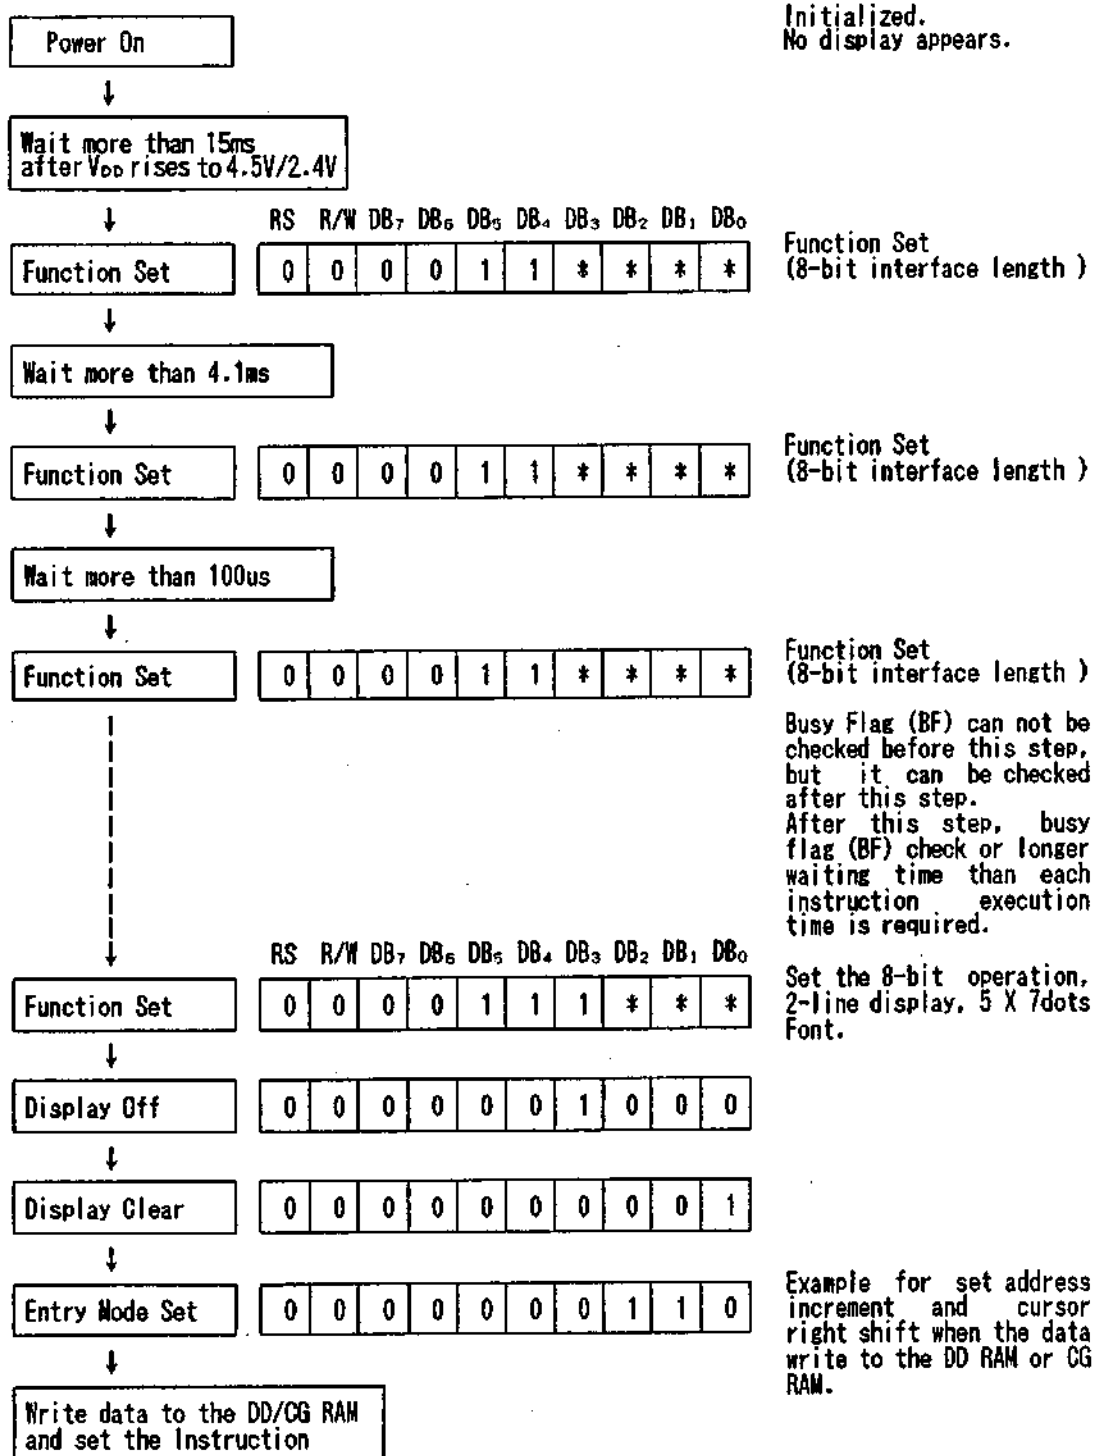 Initialized.
No display appears.
Power On
↓
Wait more than 15ms
after VDD rises to 4.5V/2.4V
↓
RS R/W DB7 DB6 DB5 DB4 DB3 DB2 DB1 DB0
Function Set 0 0 0 0 1 1 * * * *
Function Set
(8-bit interface length )
↓
Wait more than 4.1ms
↓
Function Set 0 0 0 0 1 1 * * * *
Function Set
(8-bit interface length )
↓
Wait more than 100us
↓
Function Set 0 0 0 0 1 1 * * * *
Function Set
(8-bit interface length )
Busy Flag (BF) can not be
checked before this step,
but it can be checked
after this step.
After this step, busy
flag (BF) check or longer
waiting time than each
instruction execution
time is required.
RS R/W DB7 DB6 DB5 DB4 DB3 DB2 DB1 DB0
Function Set 0 0 0 0 1 1 1 * * *
Set the 8-bit operation,
2-line display, 5 X 7dots
Font.
↓
Display Off 0 0 0 0 0 0 1 0 0 0
↓
Display Clear 0 0 0 0 0 0 0 0 0 1
↓
Entry Mode Set 0 0 0 0 0 0 0 1 1 0
Example for set address
increment and cursor
right shift when the data
write to the DD RAM or CG
RAM.
↓
Write data to the DD/CG RAM
and set the Instruction